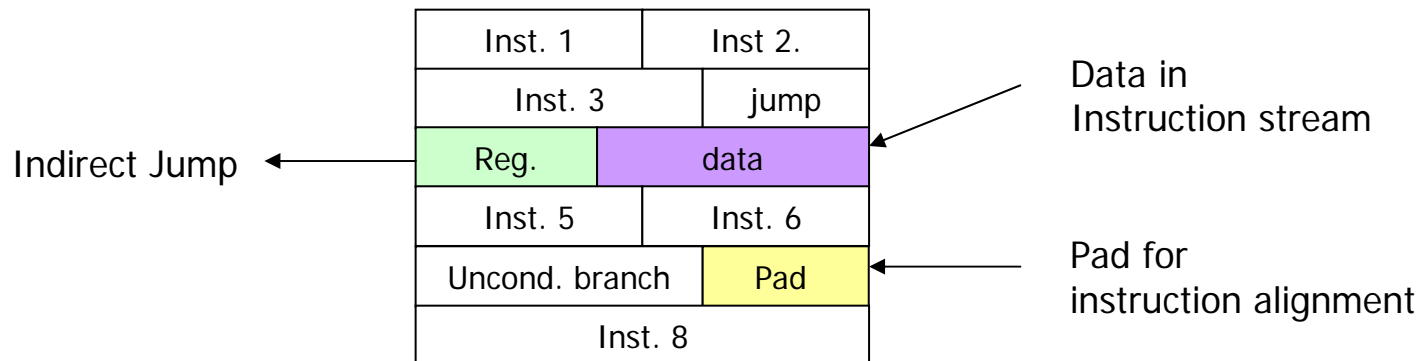 Inst. 1 Inst 2.
Inst. 3 jump
Data in
Instruction stream
Indirect Jump
Reg. data
Inst. 5 Inst. 6
Uncond. branch Pad
Pad for
instruction alignment
Inst. 8